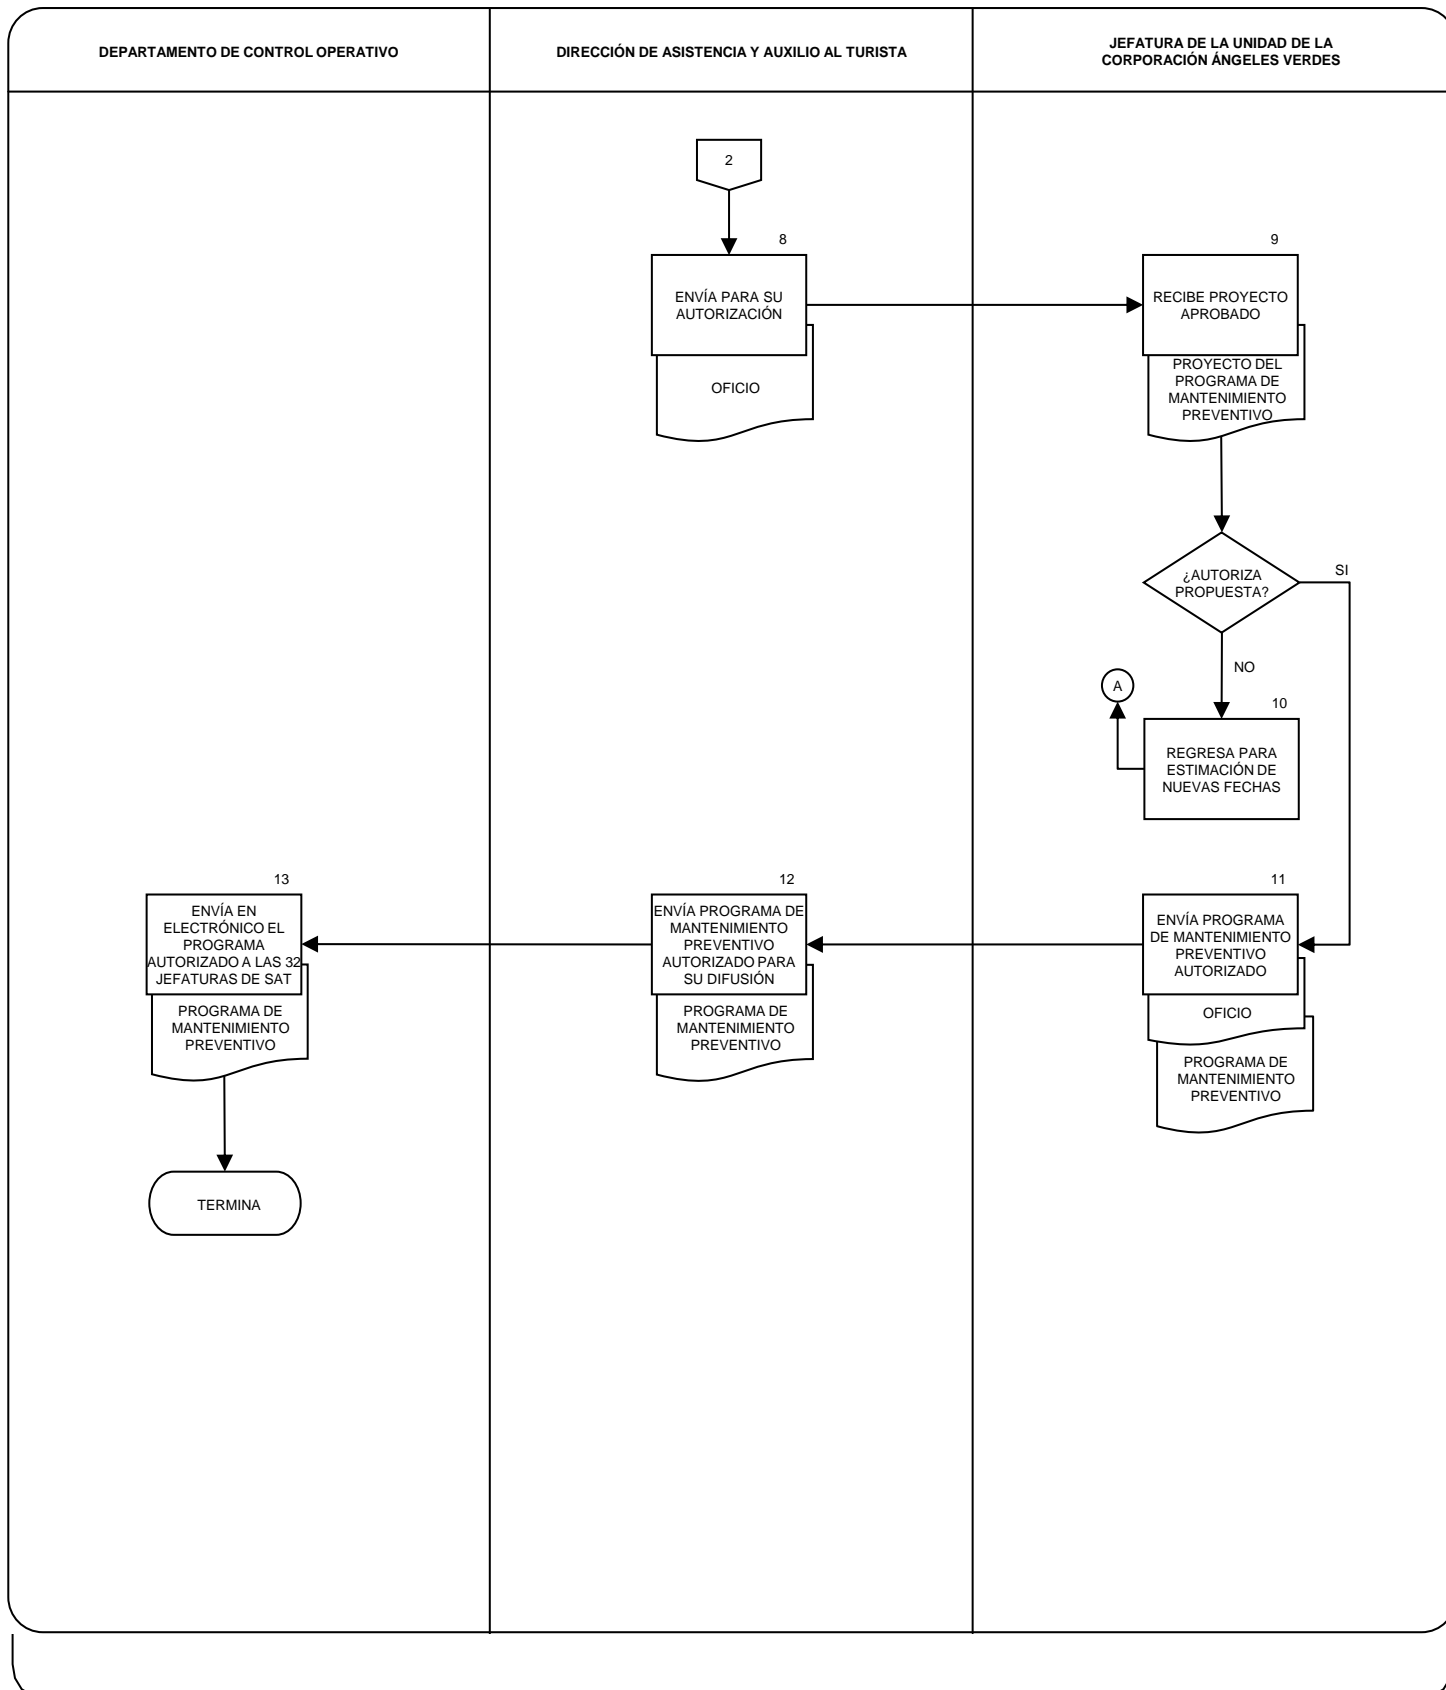 DEPARTAMENTO DE CONTROL OPERATIVO
DIRECCIÓN DE ASISTENCIA Y AUXILIO AL TURISTA
JEFATURA DE LA UNIDAD DE LA
CORPORACIÓN ÁNGELES VERDES
2
8
ENVÍA PARA SU
AUTORIZACIÓN
OFICIO
9
RECIBE PROYECTO
APROBADO
PROYECTO DEL
PROGRAMA DE
MANTENIMIENTO
PREVENTIVO
¿AUTORIZA
PROPUESTA?
SI
NO
A
10
REGRESA PARA
ESTIMACIÓN DE
NUEVAS FECHAS
11
ENVÍA PROGRAMA
DE MANTENIMIENTO
PREVENTIVO
AUTORIZADO
OFICIO
PROGRAMA DE
MANTENIMIENTO
PREVENTIVO
12
ENVÍA PROGRAMA DE
MANTENIMIENTO
PREVENTIVO
AUTORIZADO PARA
SU DIFUSIÓN
PROGRAMA DE
MANTENIMIENTO
PREVENTIVO
13
ENVÍA EN
ELECTRÓNICO EL
PROGRAMA
AUTORIZADO A LAS 32
JEFATURAS DE SAT
PROGRAMA DE
MANTENIMIENTO
PREVENTIVO
TERMINA